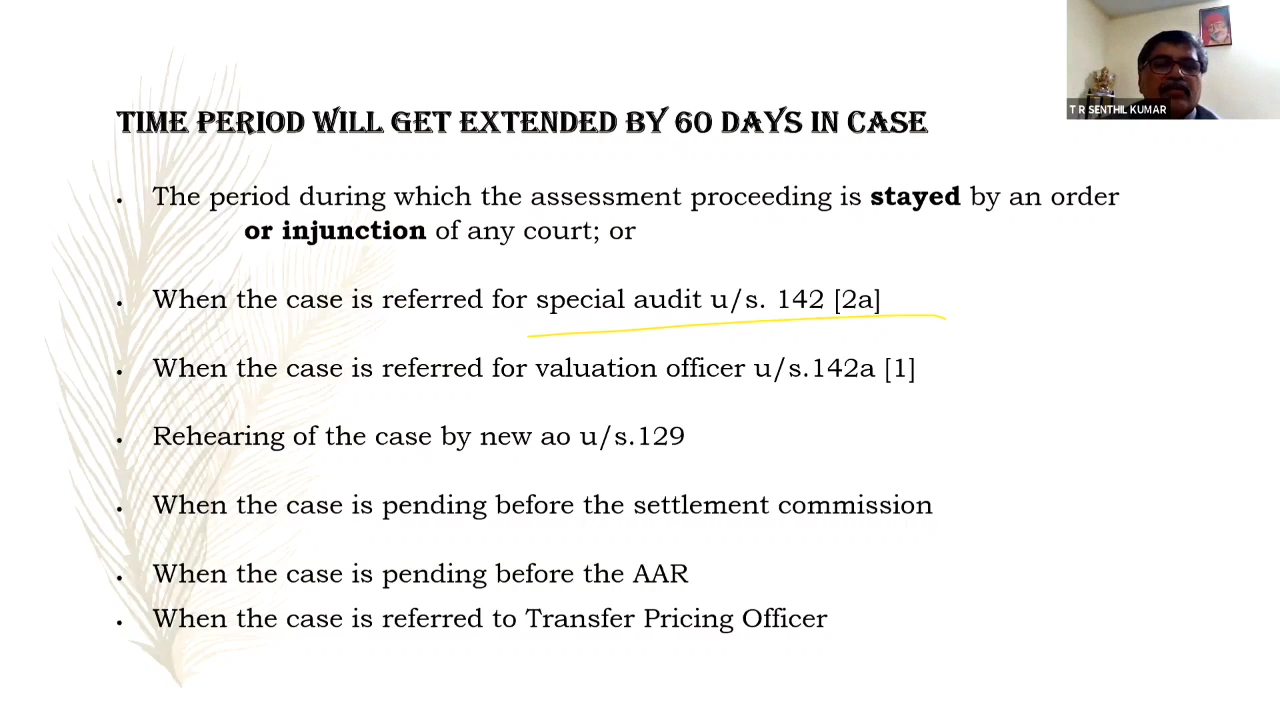 T R SENTHIL KUMAR
TIME PERIOD WILL GET EXTENDED BY 60 DAYS IN CASE
• The period during which the assessment proceeding is stayed by an order
or injunction of any court; or
• When the case is referred for special audit u/s. 142 [2a]
• When the case is referred for valuation officer u/s.142a [1]
• Rehearing of the case by new ao u/s.129
• When the case is pending before the settlement commission
• When the case is pending before the AAR
• When the case is referred to Transfer Pricing Officer